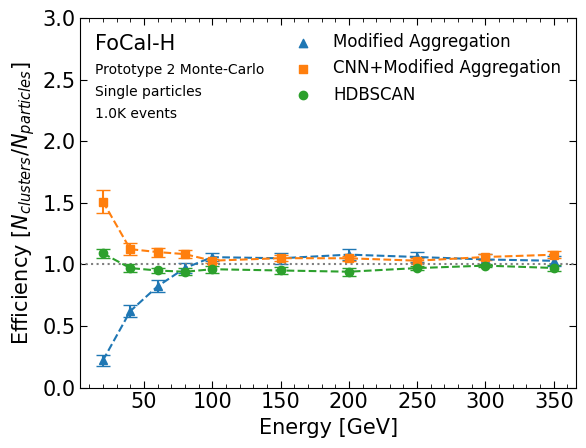 FoCal-H
Prototype 2 Monte-Carlo
Single particles
1.0K events
Modified Aggregation
CNN+Modified Aggregation
HDBSCAN
Efficiency [N_clusters/N_particles]
3.0
2.5
2.0
1.5
1.0
0.5
0.0
50 100 150 200 250 300 350
Energy [GeV]